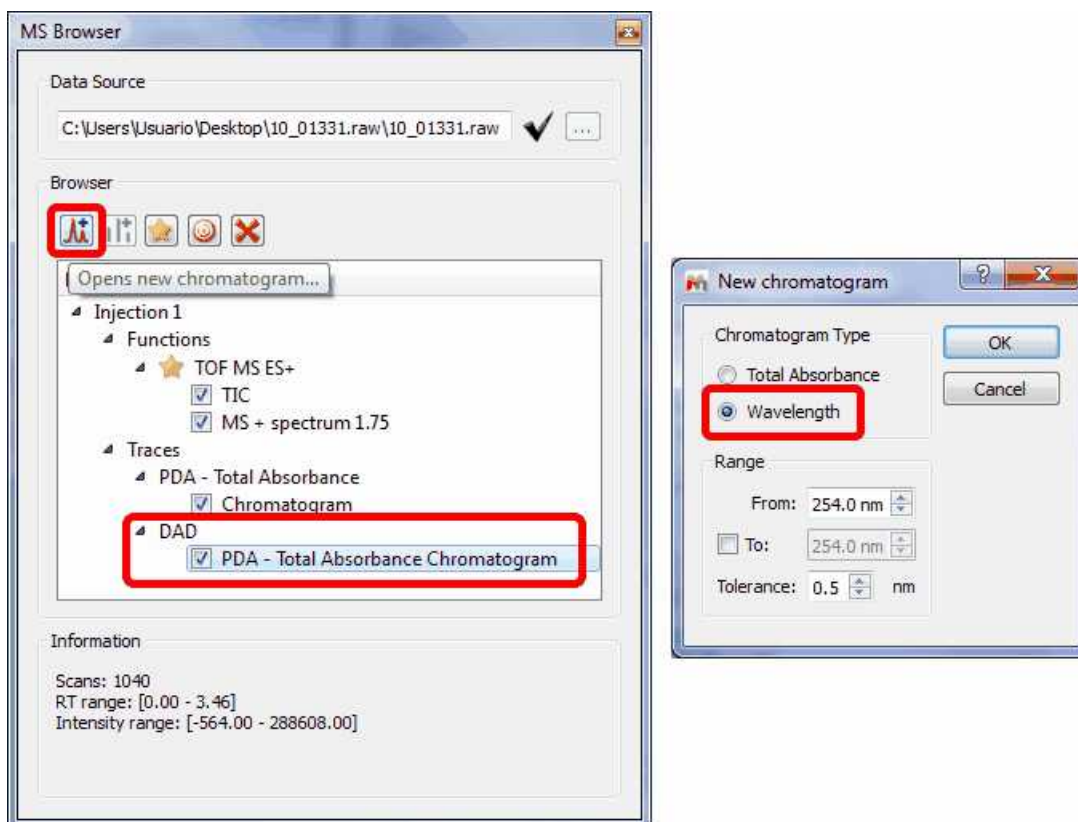 MS Browser
Data Source
C:\Users\Usuario\Desktop\10_01331.raw\10_01331.raw
...
Browser
Opens new chromatogram...
Injection 1
Functions
TOF MS ES+
TIC
MS + spectrum 1.75
Traces
PDA - Total Absorbance
Chromatogram
DAD
PDA - Total Absorbance Chromatogram
Information
Scans: 1040
RT range: [0.00 - 3.46]
Intensity range: [-564.00 - 288608.00]
New chromatogram
?
Chromatogram Type
OK
Total Absorbance
Cancel
Wavelength
Range
From: 254.0 nm
To: 254.0 nm
Tolerance: 0.5 nm